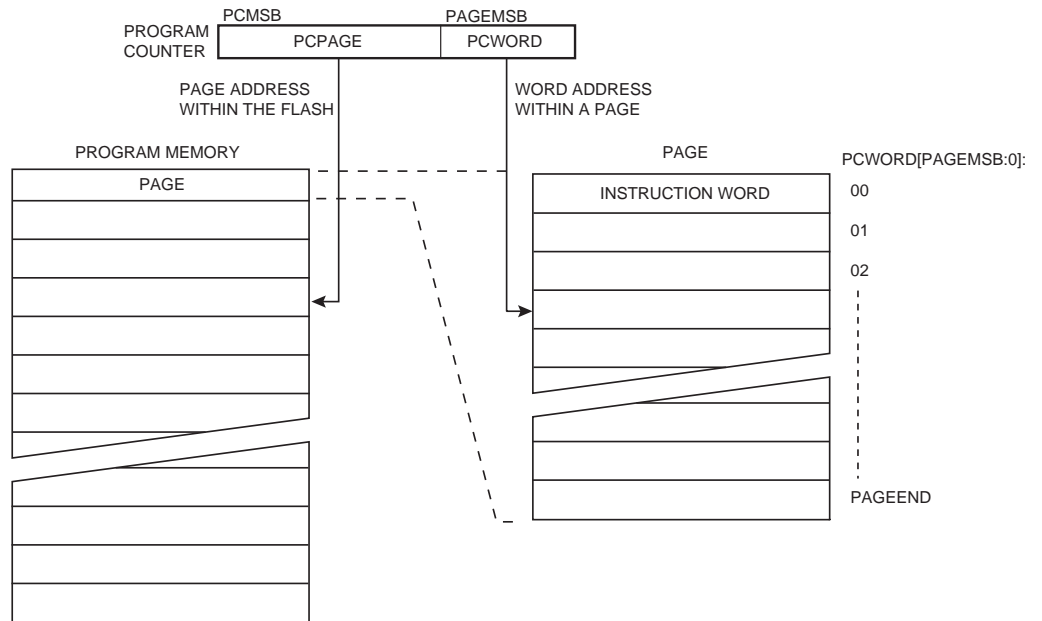 PCMSB
PAGEMSB
PROGRAM
COUNTER
PCPAGE
PCWORD
PAGE ADDRESS
WITHIN THE FLASH
WORD ADDRESS
WITHIN A PAGE
PROGRAM MEMORY
PAGE
PAGE
INSTRUCTION WORD
PCWORD[PAGEMSB:0]:
00
01
02
PAGEEND